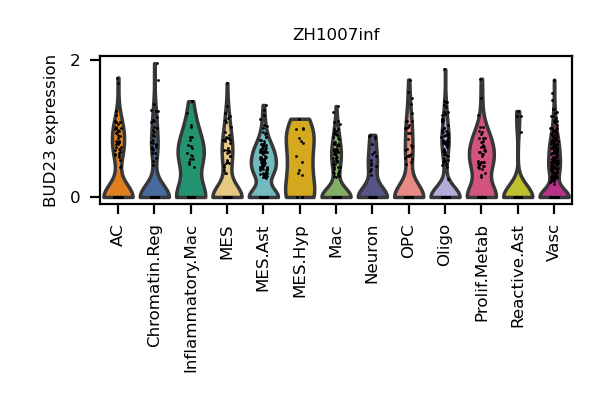 ZH1007inf
BUD23 expression
2
0
AC
Chromatin.Reg
Inflammatory.Mac
MES
MES.Ast
MES.Hyp
Mac
Neuron
OPC
Oligo
Prolif.Metab
Reactive.Ast
Vasc